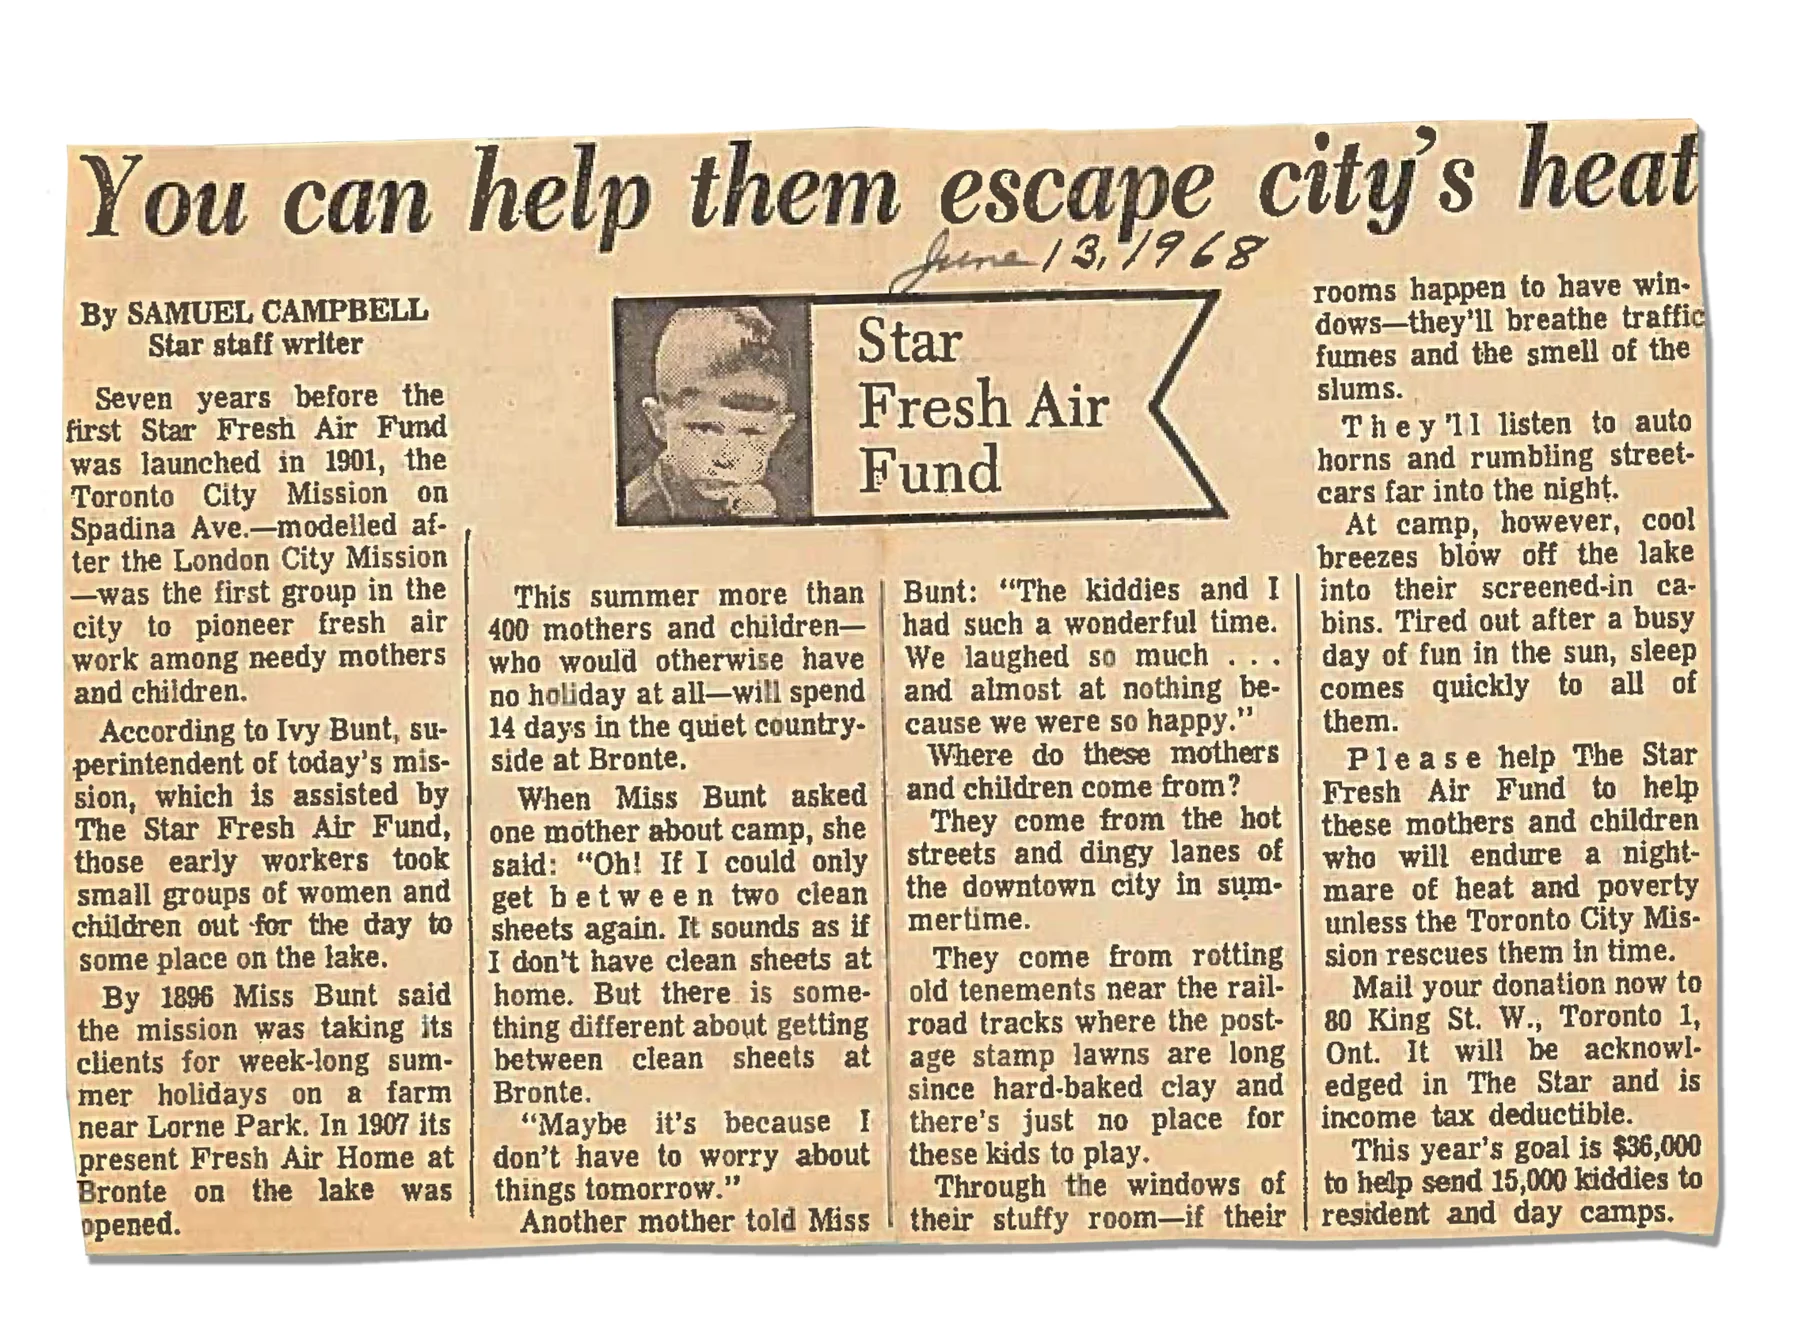 You can help them escape city's heat
June 13, 1968
By SAMUEL CAMPBELL
Star staff writer
Seven years before the
first Star Fresh Air Fund
was launched in 1901, the
Toronto City Mission on
Spadina Ave.—modelled af-
ter the London City Mission
—was the first group in the
city to pioneer fresh air
work among needy mothers
and children.
According to Ivy Bunt, su-
perintendent of today's mis-
sion, which is assisted by
The Star Fresh Air Fund,
those early workers took
small groups of women and
children out for the day to
some place on the lake.
By 1896 Miss Bunt said
the mission was taking its
clients for week-long sum-
mer holidays on a farm
near Lorne Park. In 1907 its
present Fresh Air Home at
Bronte on the lake was
opened.
Star
Fresh Air
Fund
This summer more than
400 mothers and children—
who would otherwise have
no holiday at all—will spend
14 days in the quiet country-
side at Bronte.
When Miss Bunt asked
one mother about camp, she
said: "Oh! If I could only
get between two clean
sheets again. It sounds as if
I don't have clean sheets at
home. But there is some-
thing different about getting
between clean sheets at
Bronte.
"Maybe it's because I
don't have to worry about
things tomorrow."
Another mother told Miss
Bunt: "The kiddies and I
had such a wonderful time.
We laughed so much . . .
and almost at nothing be-
cause we were so happy."
Where do these mothers
and children come from?
They come from the hot
streets and dingy lanes of
the downtown city in sum-
mertime.
They come from rotting
old tenements near the rail-
road tracks where the post-
age stamp lawns are long
since hard-baked clay and
there's just no place for
these kids to play.
Through the windows of
their stuffy room—if their
rooms happen to have win-
dows—they'll breathe traffic
fumes and the smell of the
slums.
They'll listen to auto
horns and rumbling street-
cars far into the night.
At camp, however, cool
breezes blow off the lake
into their screened-in ca-
bins. Tired out after a busy
day of fun in the sun, sleep
comes quickly to all of
them.
Please help The Star
Fresh Air Fund to help
these mothers and children
who will endure a night-
mare of heat and poverty
unless the Toronto City Mis-
sion rescues them in time.
Mail your donation now to
80 King St. W., Toronto 1,
Ont. It will be acknowl-
edged in The Star and is
income tax deductible.
This year's goal is $36,000
to help send 15,000 kiddies to
resident and day camps.